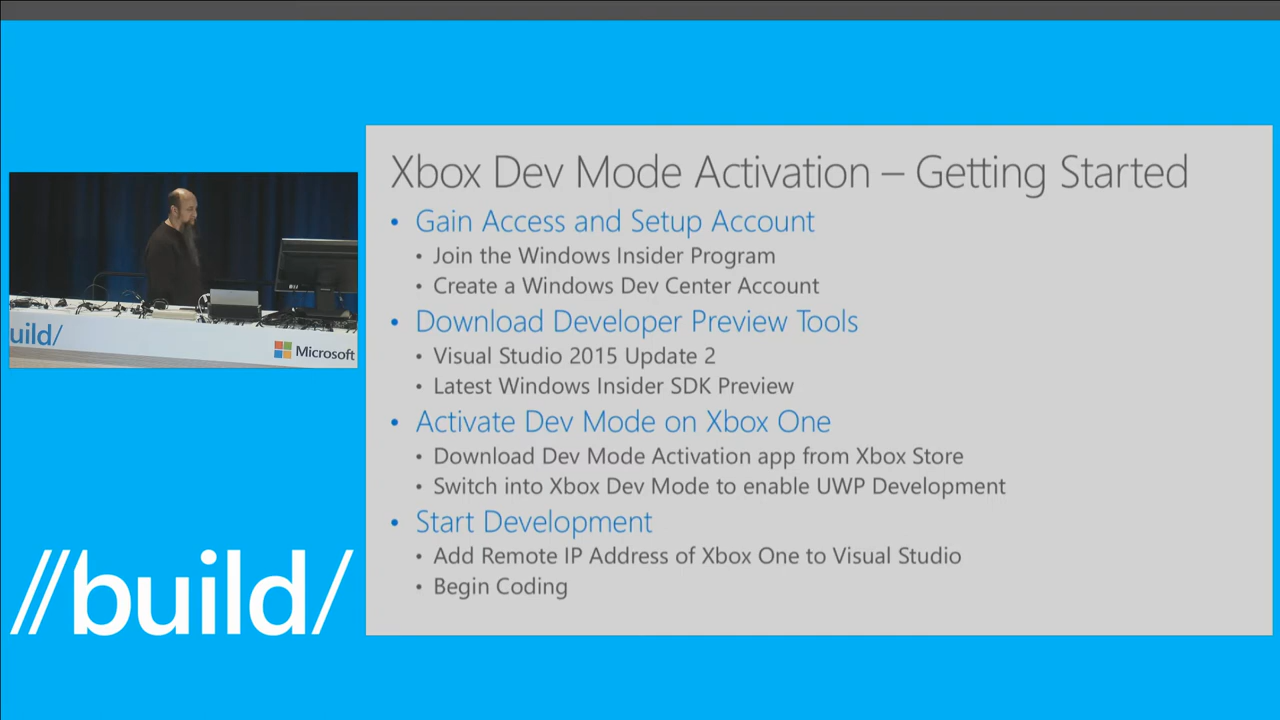 Xbox Dev Mode Activation – Getting Started
• Gain Access and Setup Account
• Join the Windows Insider Program
• Create a Windows Dev Center Account
• Download Developer Preview Tools
• Visual Studio 2015 Update 2
• Latest Windows Insider SDK Preview
• Activate Dev Mode on Xbox One
• Download Dev Mode Activation app from Xbox Store
• Switch into Xbox Dev Mode to enable UWP Development
• Start Development
• Add Remote IP Address of Xbox One to Visual Studio
• Begin Coding
uild/
Microsoft
//build/